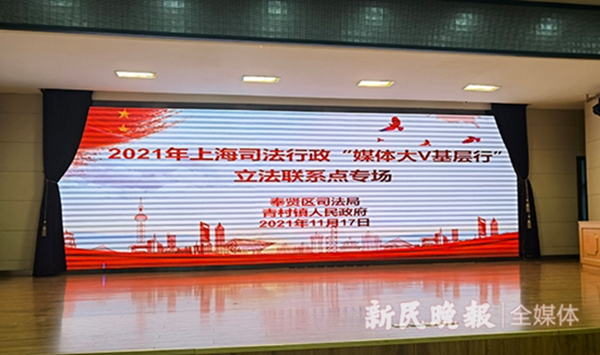 2021年上海司法行政“媒体大V基层行”
立法联系点专场
奉贤区司法局
青村镇人民政府
2021年11月17日
新民晚报 | 全媒体